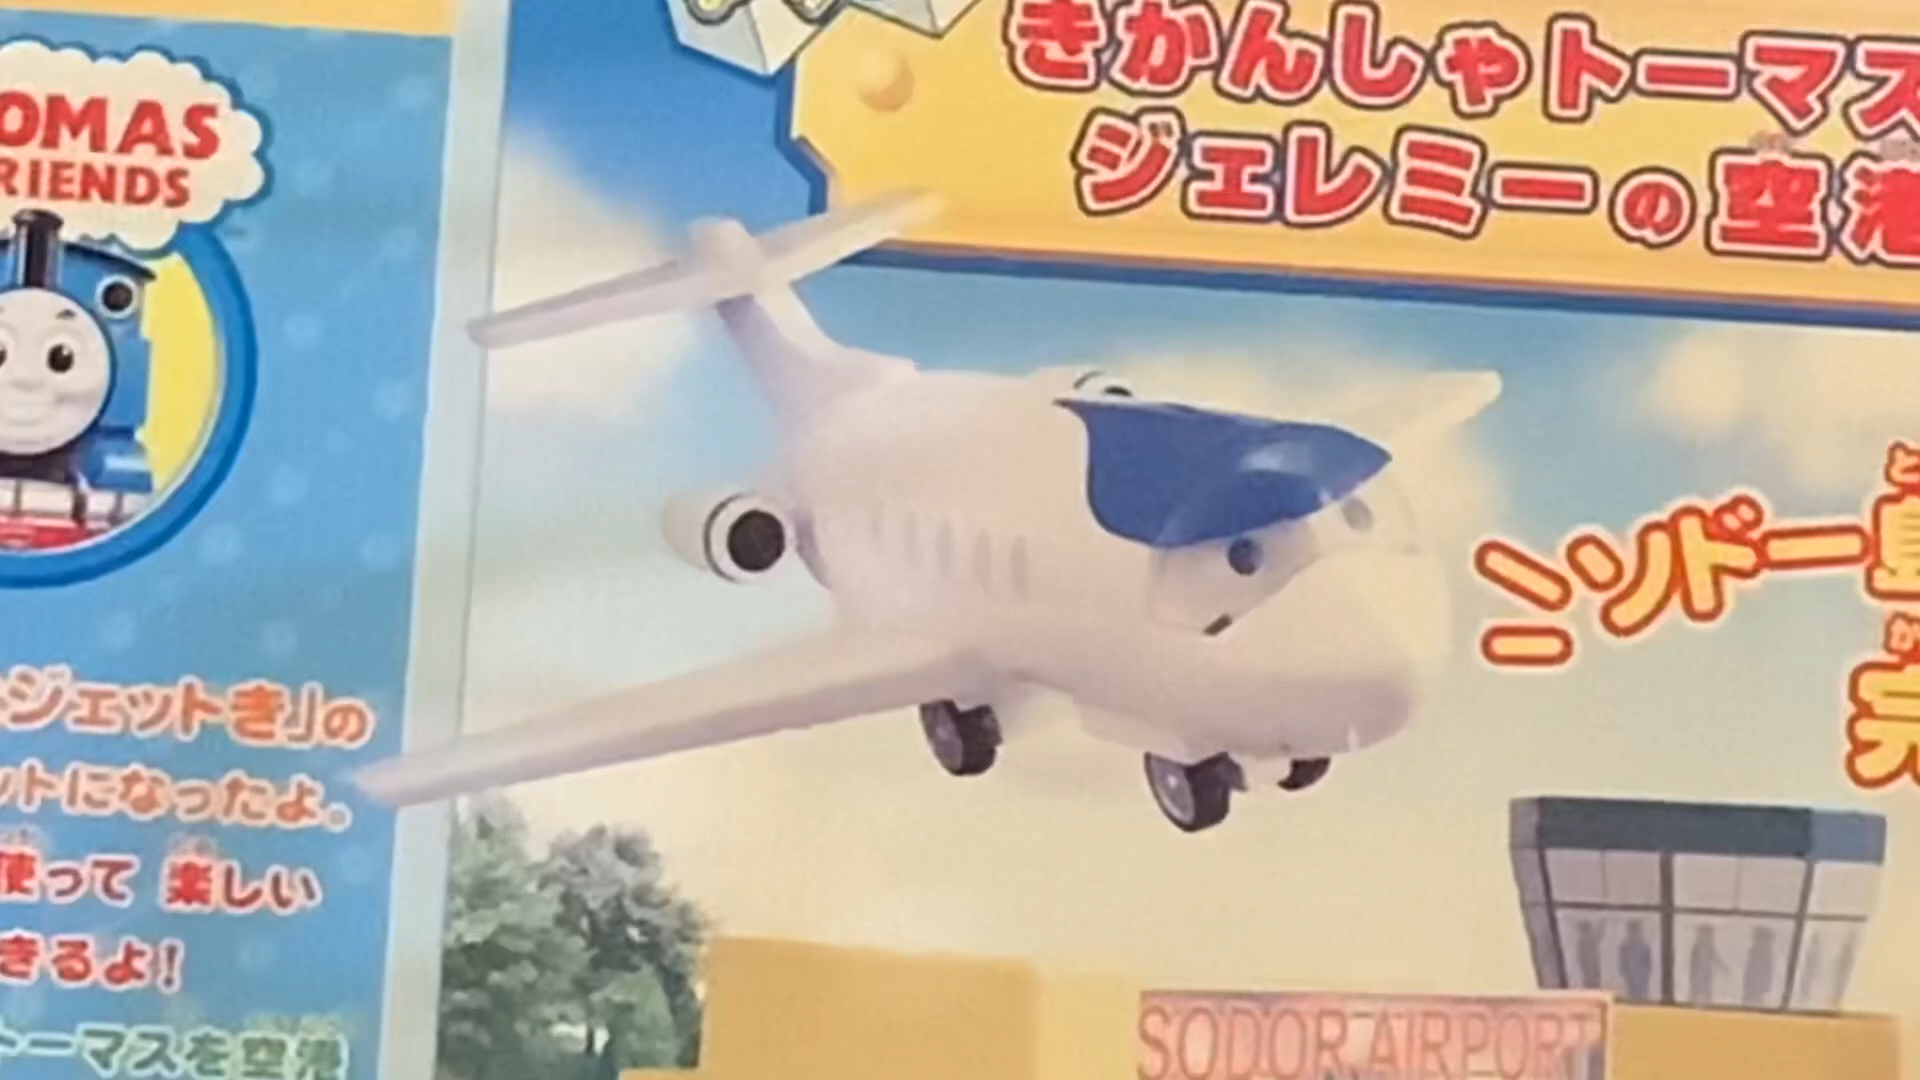 OMAS
RIENDS
きかんしゃトーマス
ジェレミーの空港
ソドー島
完
ジェットき」の
ットになったよ。
使って 楽しい
きるよ!
トーマスを空港
SODOR AIRPORT